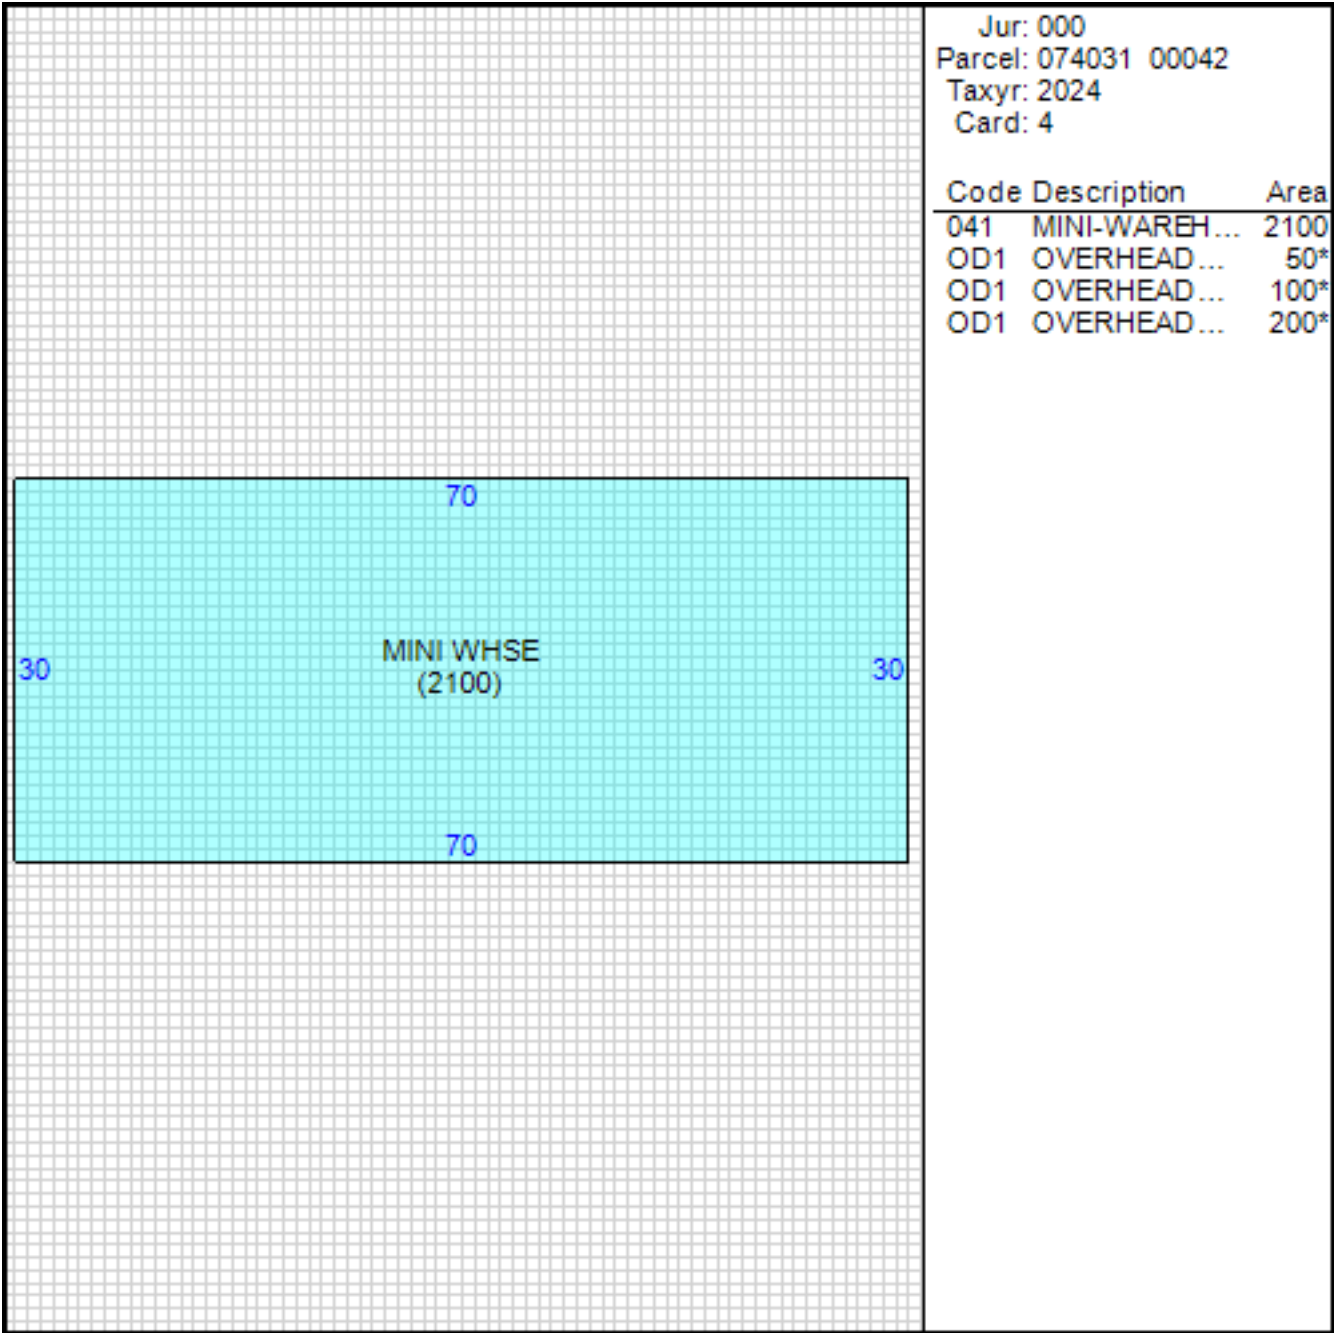 Jur: 000
Parcel: 074031 00042
Taxyr: 2024
Card: 4
Code Description Area
041 MINI-WAREH... 2100
OD1 OVERHEAD... 50*
OD1 OVERHEAD... 100*
OD1 OVERHEAD... 200*
70
MINI WHSE
(2100)
30
30
70